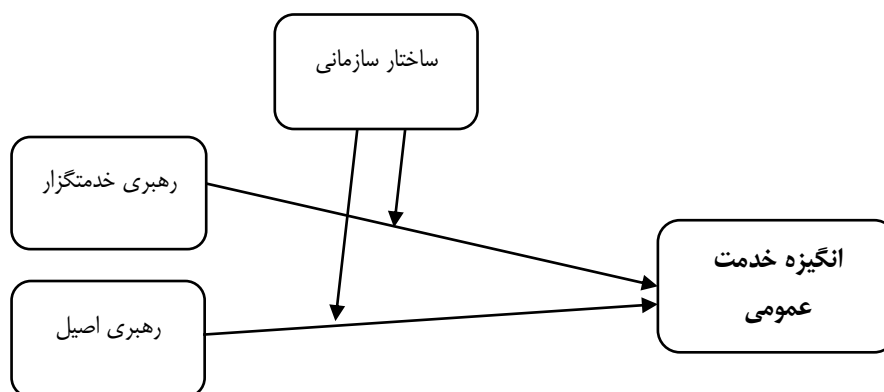 ساختار سازمانی
رهبری خدمتگزار
انگیزه خدمت
عمومی
رهبری اصیل